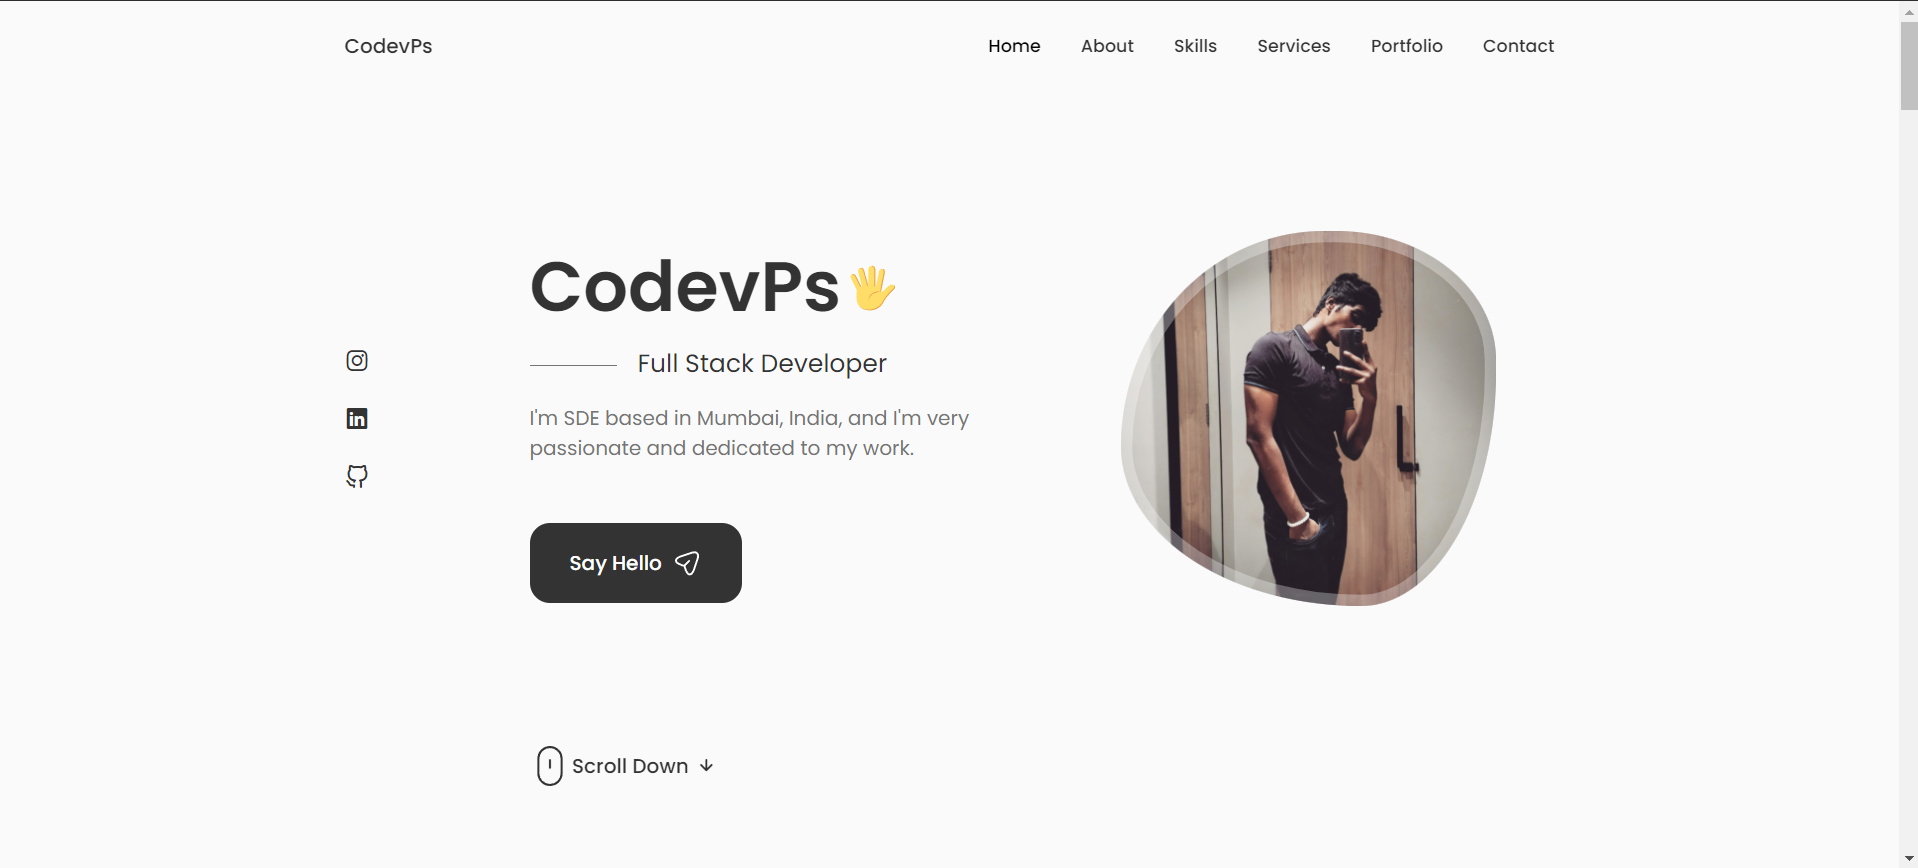 CodevPs
Home About Skills Services Portfolio Contact
CodevPs🖐
Full Stack Developer
I'm SDE based in Mumbai, India, and I'm very
passionate and dedicated to my work.
in
Say Hello
Scroll Down ↓